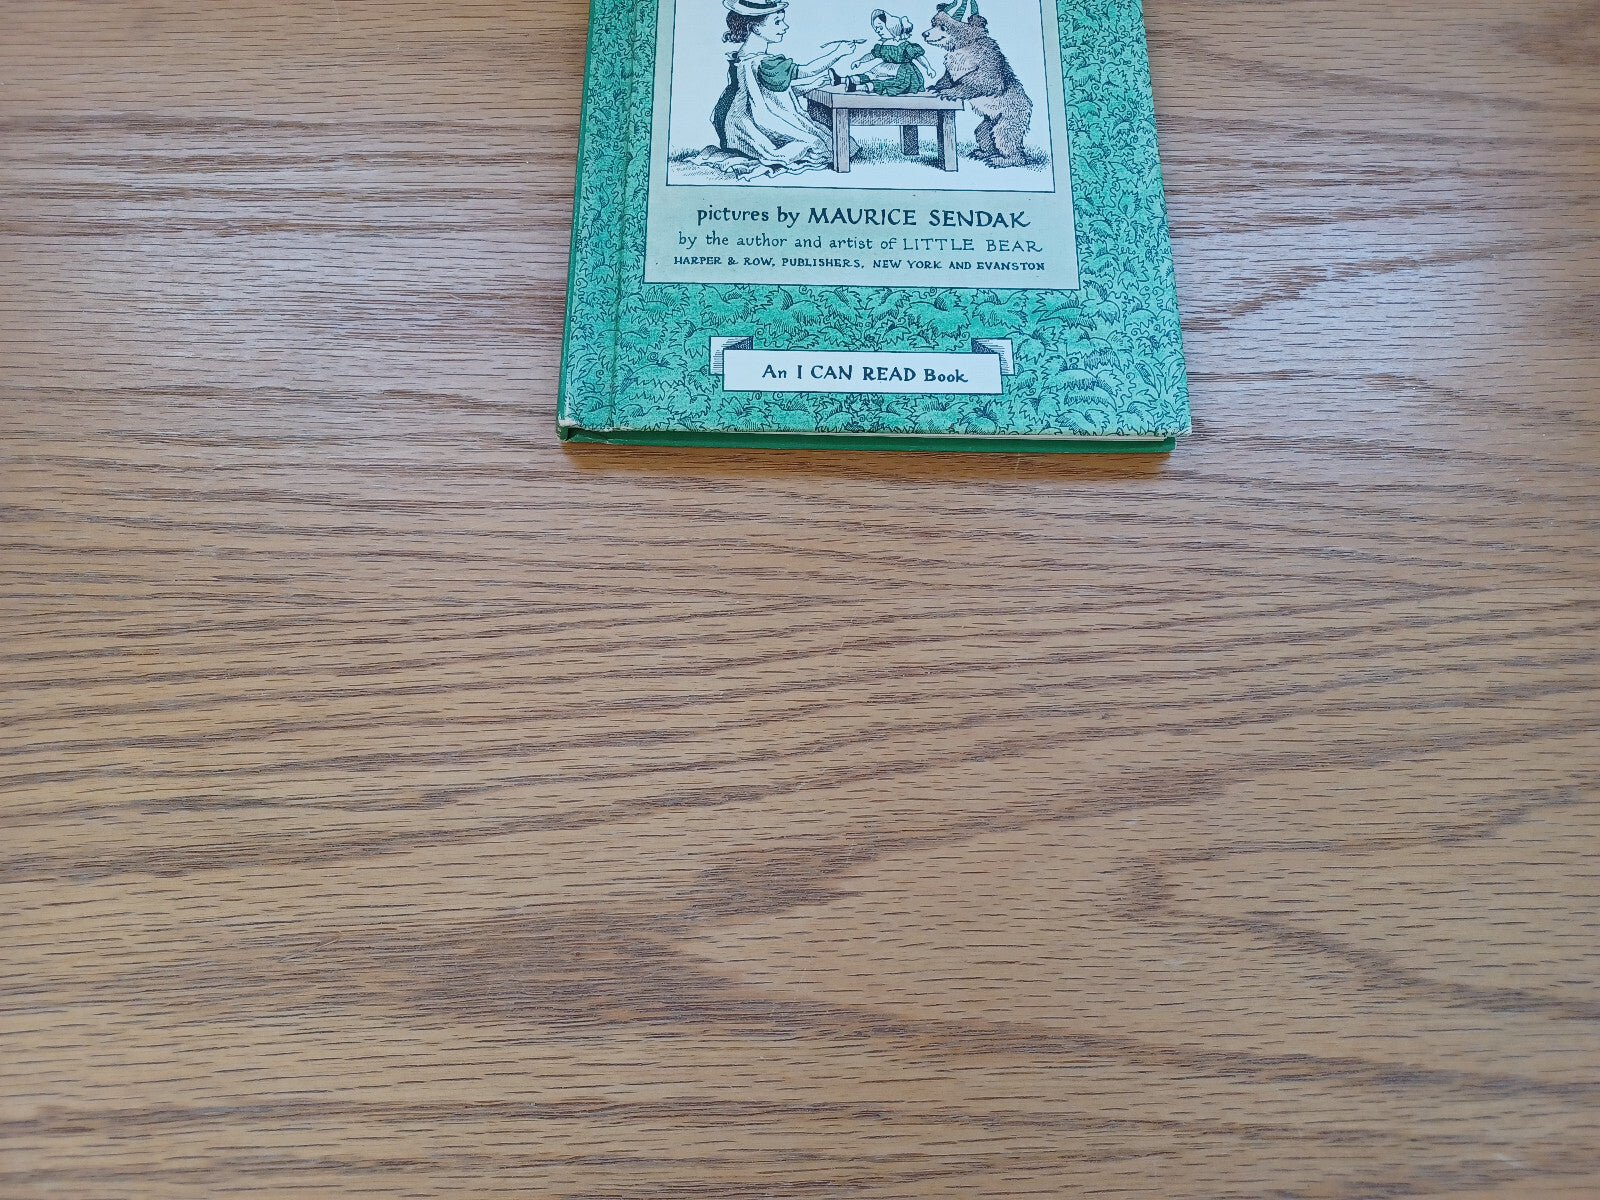 pictures by MAURICE SENDAK
by the author and artist of LITTLE BEAR
HARPER & ROW, PUBLISHERS, NEW YORK AND EVANSTON
An I CAN READ Book